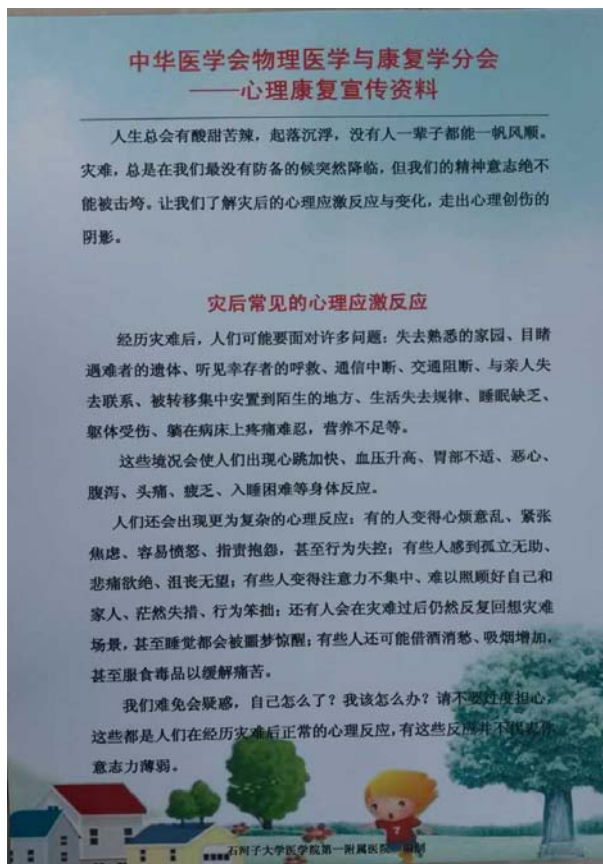 中华医学会物理医学与康复学分会
——心理康复宣传资料
人生总会有酸甜苦辣，起落沉浮，没有人一辈子都能一帆风顺。
灾难，总是在我们最没有防备的候突然降临，但我们的精神意志绝不
能被击垮。让我们了解灾后的心理应激反应与变化，走出心理创伤的
阴影。
灾后常见的心理应激反应
经历灾难后，人们可能要面对许多问题：失去熟悉的家园、目睹
遇难者的遗体、听见幸存者的呼救、通信中断、交通阻断、与亲人失
去联系、被转移集中安置到陌生的地方、生活失去规律、睡眠缺乏、
躯体受伤、躺在病床上疼痛难忍，营养不足等。
这些境况会使人们出现心跳加快、血压升高、胃部不适、恶心、
腹泻、头痛、疲乏、入睡困难等身体反应。
人们还会出现更为复杂的心理反应：有的人变得心烦意乱、紧张
焦虑、容易愤怒、指责抱怨，甚至行为失控；有些人感到孤立无助、
悲痛欲绝、沮丧无望；有些人变得注意力不集中、难以照顾好自己和
家人、茫然失措、行为笨拙；还有人会在灾难过后仍然反复回想灾难
场景，甚至睡觉都会被噩梦惊醒；有些人还可能借酒消愁、吸烟增加，
甚至服食毒品以缓解痛苦。
我们难免会疑惑，自己怎么了？我该怎么办？请不要过度担心，
这些都是人们在经历灾难后正常的心理反应，有这些反应并不代表你
意志力薄弱。
石河子大学医学院第一附属医院 编制
7